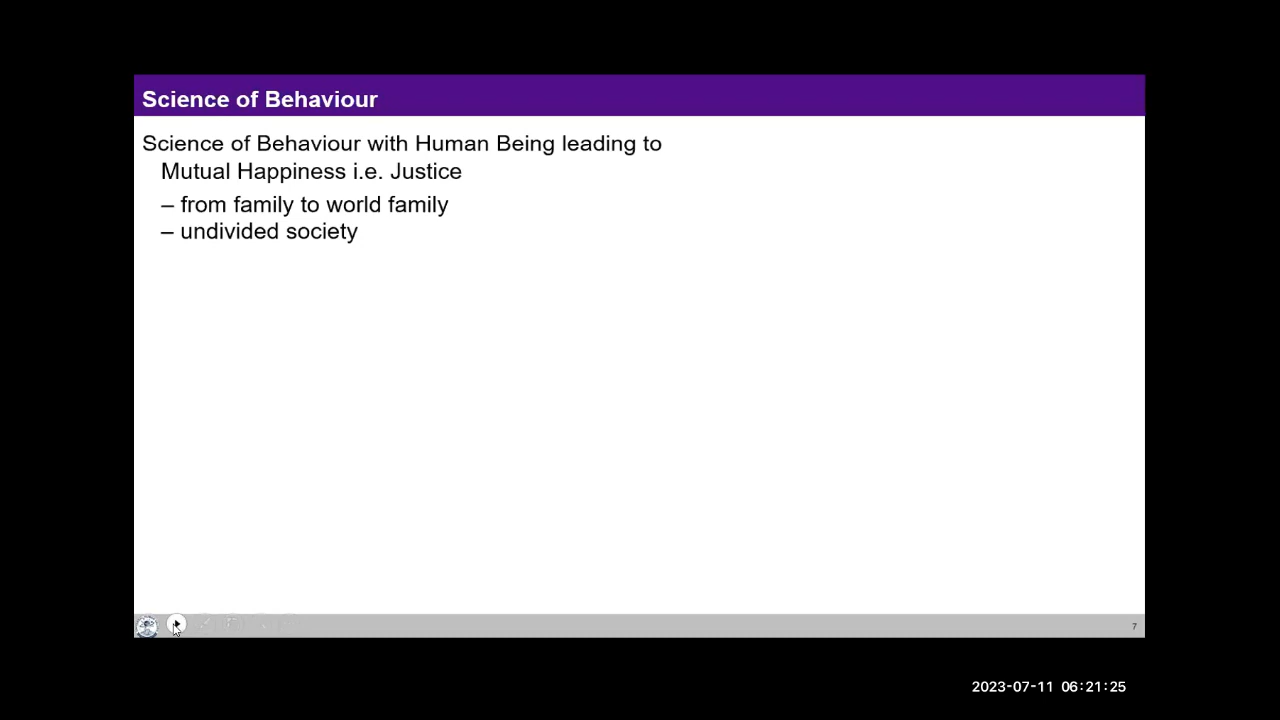 Science of Behaviour
Science of Behaviour with Human Being leading to
Mutual Happiness i.e. Justice
– from family to world family
– undivided society
7
2023-07-11 06:21:25